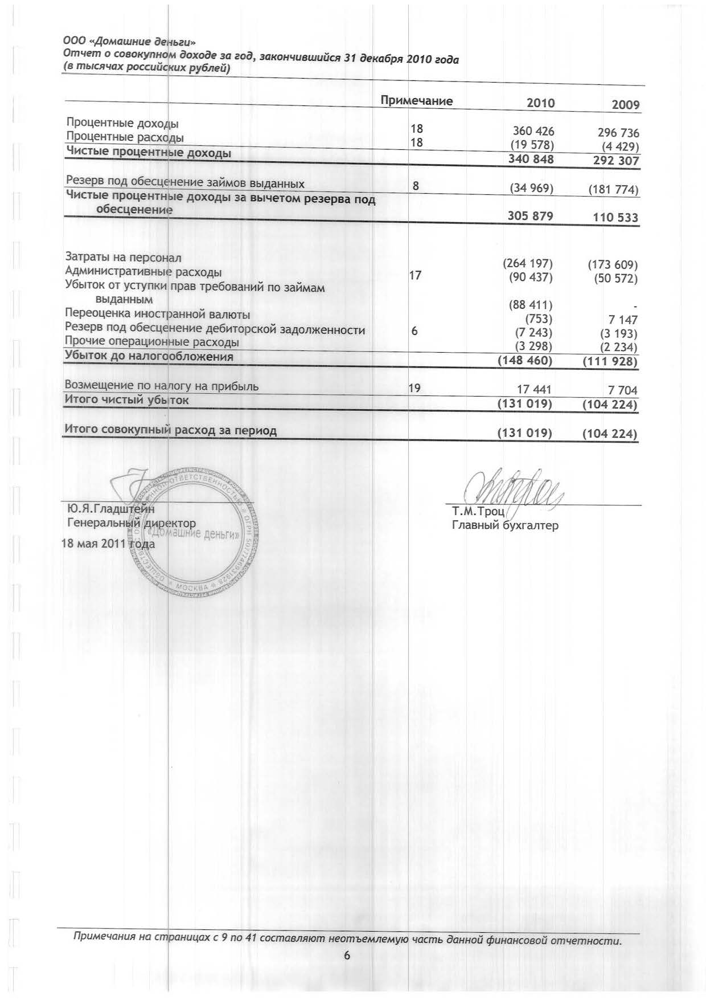 ООО «Домашние деньги»
Отчет о совокупном доходе за год, закончившийся 31 декабря 2010 года
(в тысячах российских рублей)
Примечание 2010 2009
Процентные доходы 18 360 426 296 736
Процентные расходы 18 (19 578) (4 429)
Чистые процентные доходы 340 848 292 307
Резерв под обесценение займов выданных 8 (34 969) (181 774)
Чистые процентные доходы за вычетом резерва под
обесценение 305 879 110 533
Затраты на персонал (264 197) (173 609)
Административные расходы 17 (90 437) (50 572)
Убыток от уступки прав требований по займам
выданным (88 411) -
Переоценка иностранной валюты (753) 7 147
Резерв под обесценение дебиторской задолженности 6 (7 243) (3 193)
Прочие операционные расходы (3 298) (2 234)
Убыток до налогообложения (148 460) (111 928)
Возмещение по налогу на прибыль 19 17 441 7 704
Итого чистый убыток (131 019) (104 224)
Итого совокупный расход за период (131 019) (104 224)
Ю.Я.Гладштейн Т.М.Троц
Генеральный директор Главный бухгалтер
18 мая 2011 года
ОБЩЕСТВО ОТВЕТСТВЕННОСТЬЮ ОГРН 5077746931928
«Домашние деньги»
МОСКВА
Примечания на страницах с 9 по 41 составляют неотъемлемую часть данной финансовой отчетности.
6